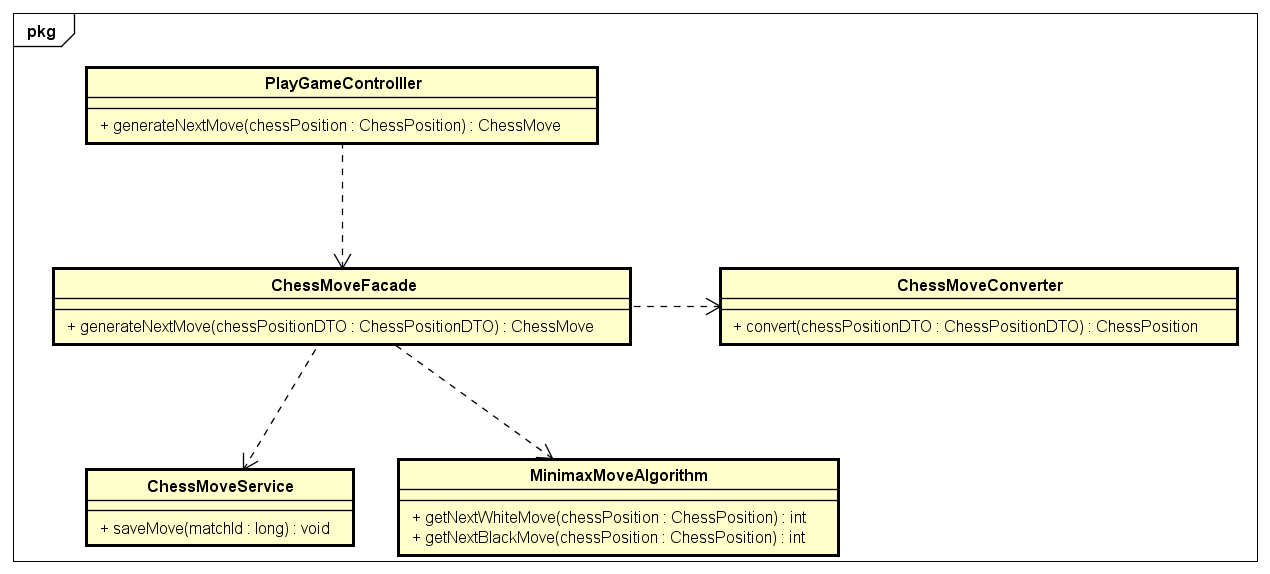 pkg
PlayGameControlller
+ generateNextMove(chessPosition : ChessPosition) : ChessMove
ChessMoveFacade
+ generateNextMove(chessPositionDTO : ChessPositionDTO) : ChessMove
ChessMoveConverter
+ convert(chessPositionDTO : ChessPositionDTO) : ChessPosition
ChessMoveService
+ saveMove(matchId : long) : void
MinimaxMoveAlgorithm
+ getNextWhiteMove(chessPosition : ChessPosition) : int
+ getNextBlackMove(chessPosition : ChessPosition) : int